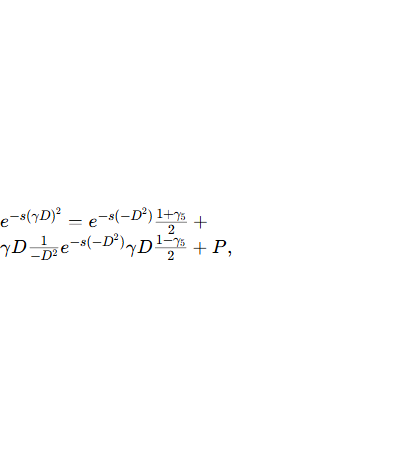 $e^{-s(\gamma D)^2} = e^{-s(-D^2)} \frac{1+\gamma_5}{2} +$
$\gamma D \frac{1}{-D^2} e^{-s(-D^2)} \gamma D \frac{1-\gamma_5}{2} + P,$